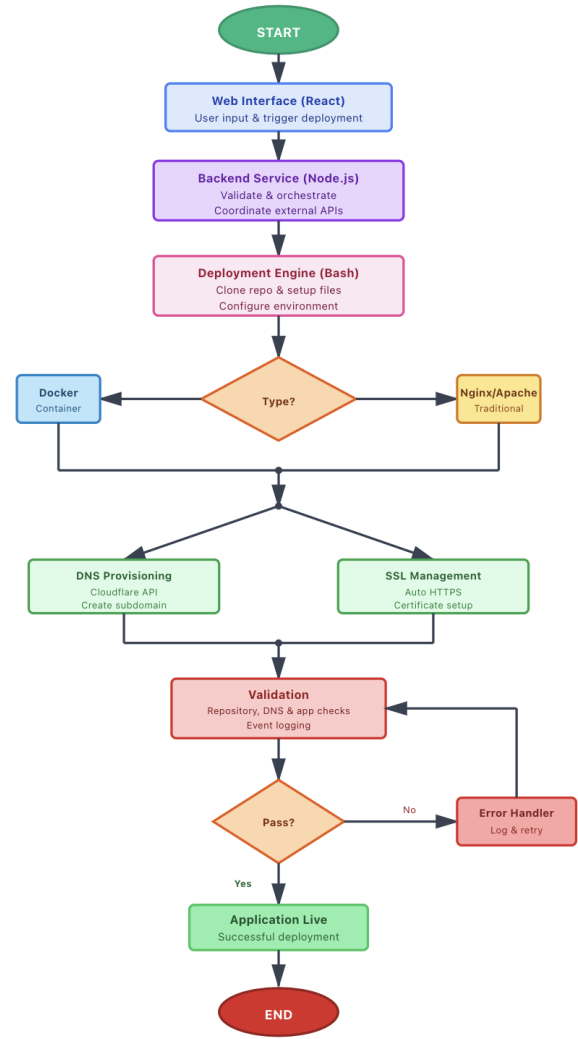 START
Web Interface (React)
User input & trigger deployment
Backend Service (Node.js)
Validate & orchestrate
Coordinate external APIs
Deployment Engine (Bash)
Clone repo & setup files
Configure environment
Type?
Docker
Container
Nginx/Apache
Traditional
DNS Provisioning
Cloudflare API
Create subdomain
SSL Management
Auto HTTPS
Certificate setup
Validation
Repository, DNS & app checks
Event logging
Pass?
No
Error Handler
Log & retry
Yes
Application Live
Successful deployment
END